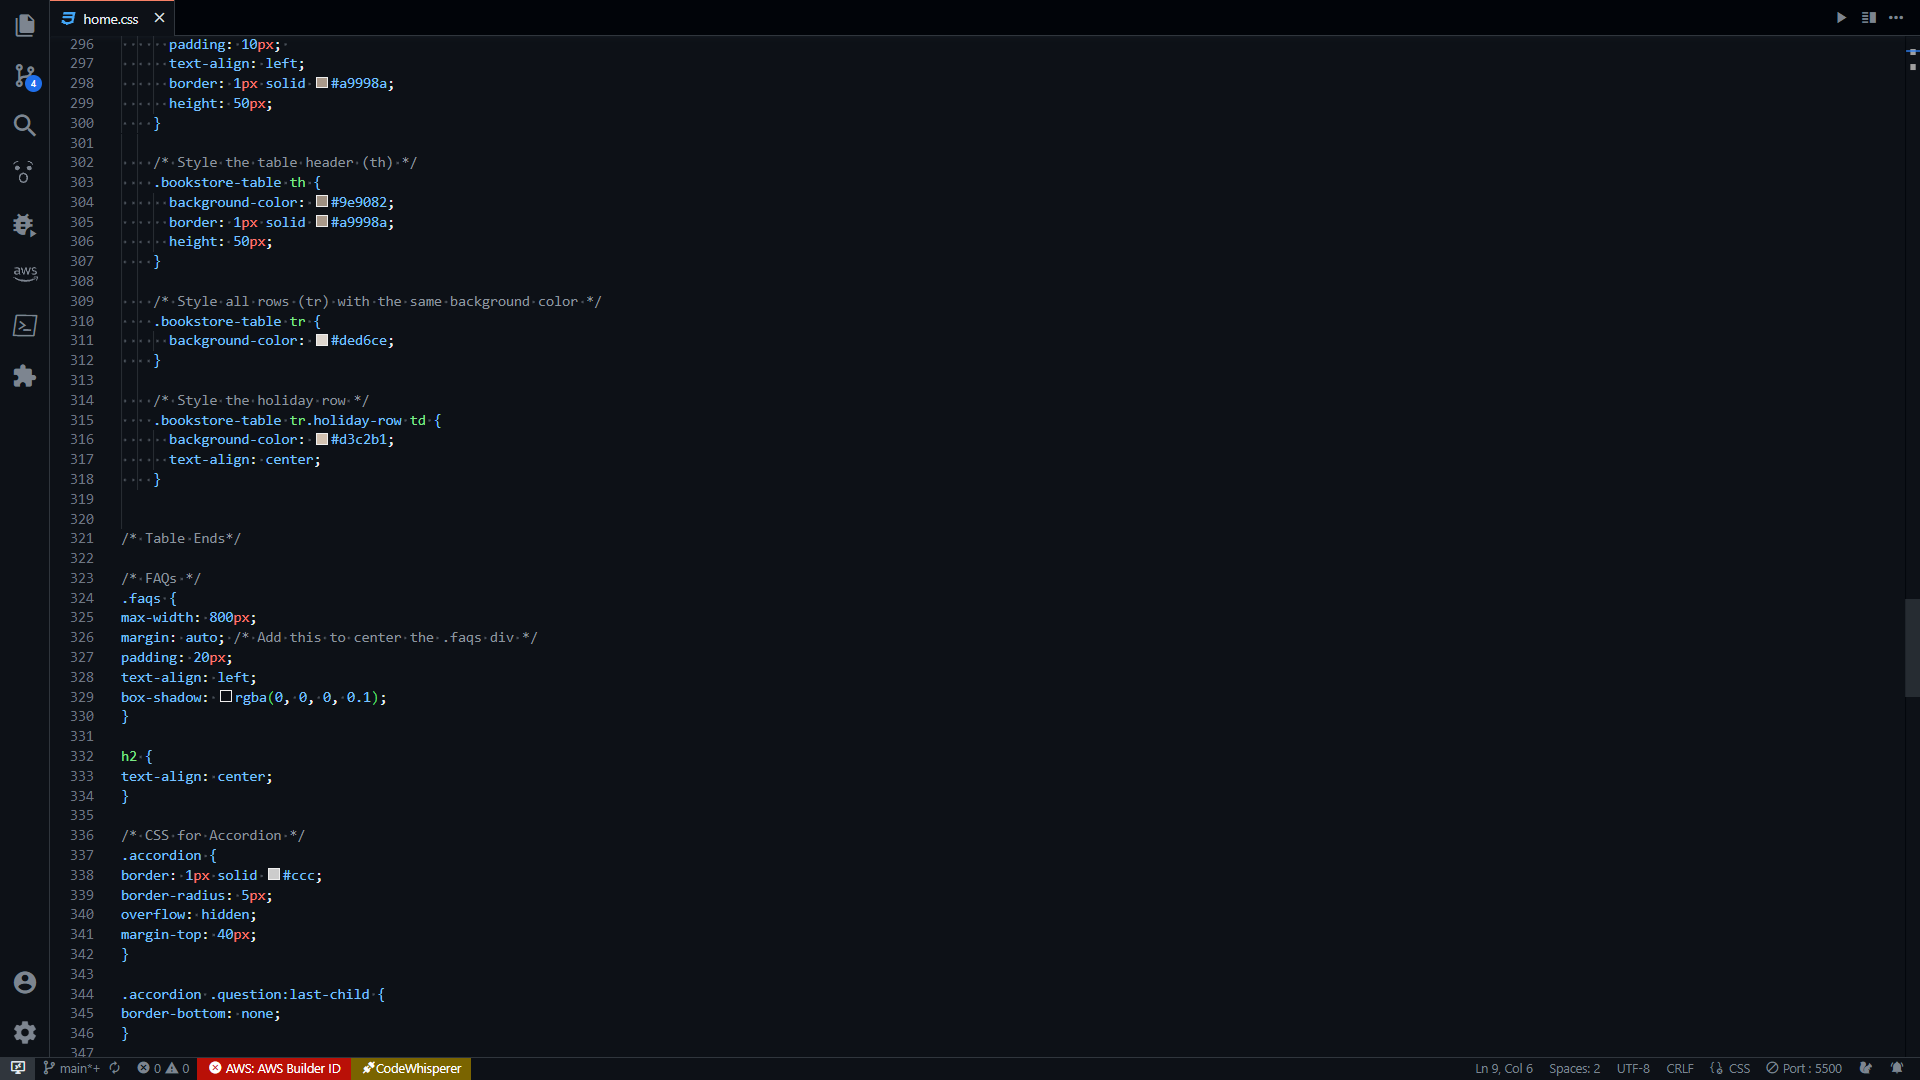 home.css
4
aws
296 padding: 10px;
297 text-align: left;
298 border: 1px solid #a9998a;
299 height: 50px;
300 }
301
302 /* Style the table header (th) */
303 .bookstore-table th {
304 background-color: #9e9082;
305 border: 1px solid #a9998a;
306 height: 50px;
307 }
308
309 /* Style all rows (tr) with the same background color */
310 .bookstore-table tr {
311 background-color: #ded6ce;
312 }
313
314 /* Style the holiday row */
315 .bookstore-table tr.holiday-row td {
316 background-color: #d3c2b1;
317 text-align: center;
318 }
319
320
321 /* Table Ends*/
322
323 /* FAQs */
324 .faqs {
325 max-width: 800px;
326 margin: auto; /* Add this to center the .faqs div */
327 padding: 20px;
328 text-align: left;
329 box-shadow: rgba(0, 0, 0, 0.1);
330 }
331
332 h2 {
333 text-align: center;
334 }
335
336 /* CSS for Accordion */
337 .accordion {
338 border: 1px solid #ccc;
339 border-radius: 5px;
340 overflow: hidden;
341 margin-top: 40px;
342 }
343
344 .accordion .question:last-child {
345 border-bottom: none;
346 }
347
main*+ 0 0 AWS: AWS Builder ID CodeWhisperer Ln 9, Col 6 Spaces: 2 UTF-8 CRLF CSS Port : 5500